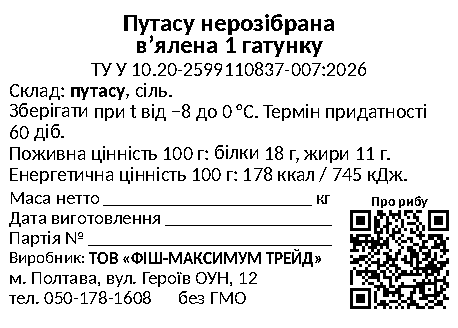 Путасу нерозібрана
в’ялена 1 гатунку
ТУ У 10.20-2599110837-007:2026
Склад: путасу, сіль.
Зберігати при t від −8 до 0 °С. Термін придатності
60 діб.
Поживна цінність 100 г: білки 18 г, жири 11 г.
Енергетична цінність 100 г: 178 ккал / 745 кДж.
Маса нетто ____________________ кг
Про рибу
Дата виготовлення ________________
Партія № ________________________
Виробник: ТОВ «ФІШ-МАКСИМУМ ТРЕЙД»
м. Полтава, вул. Героїв ОУН, 12
тел. 050-178-1608 без ГМО